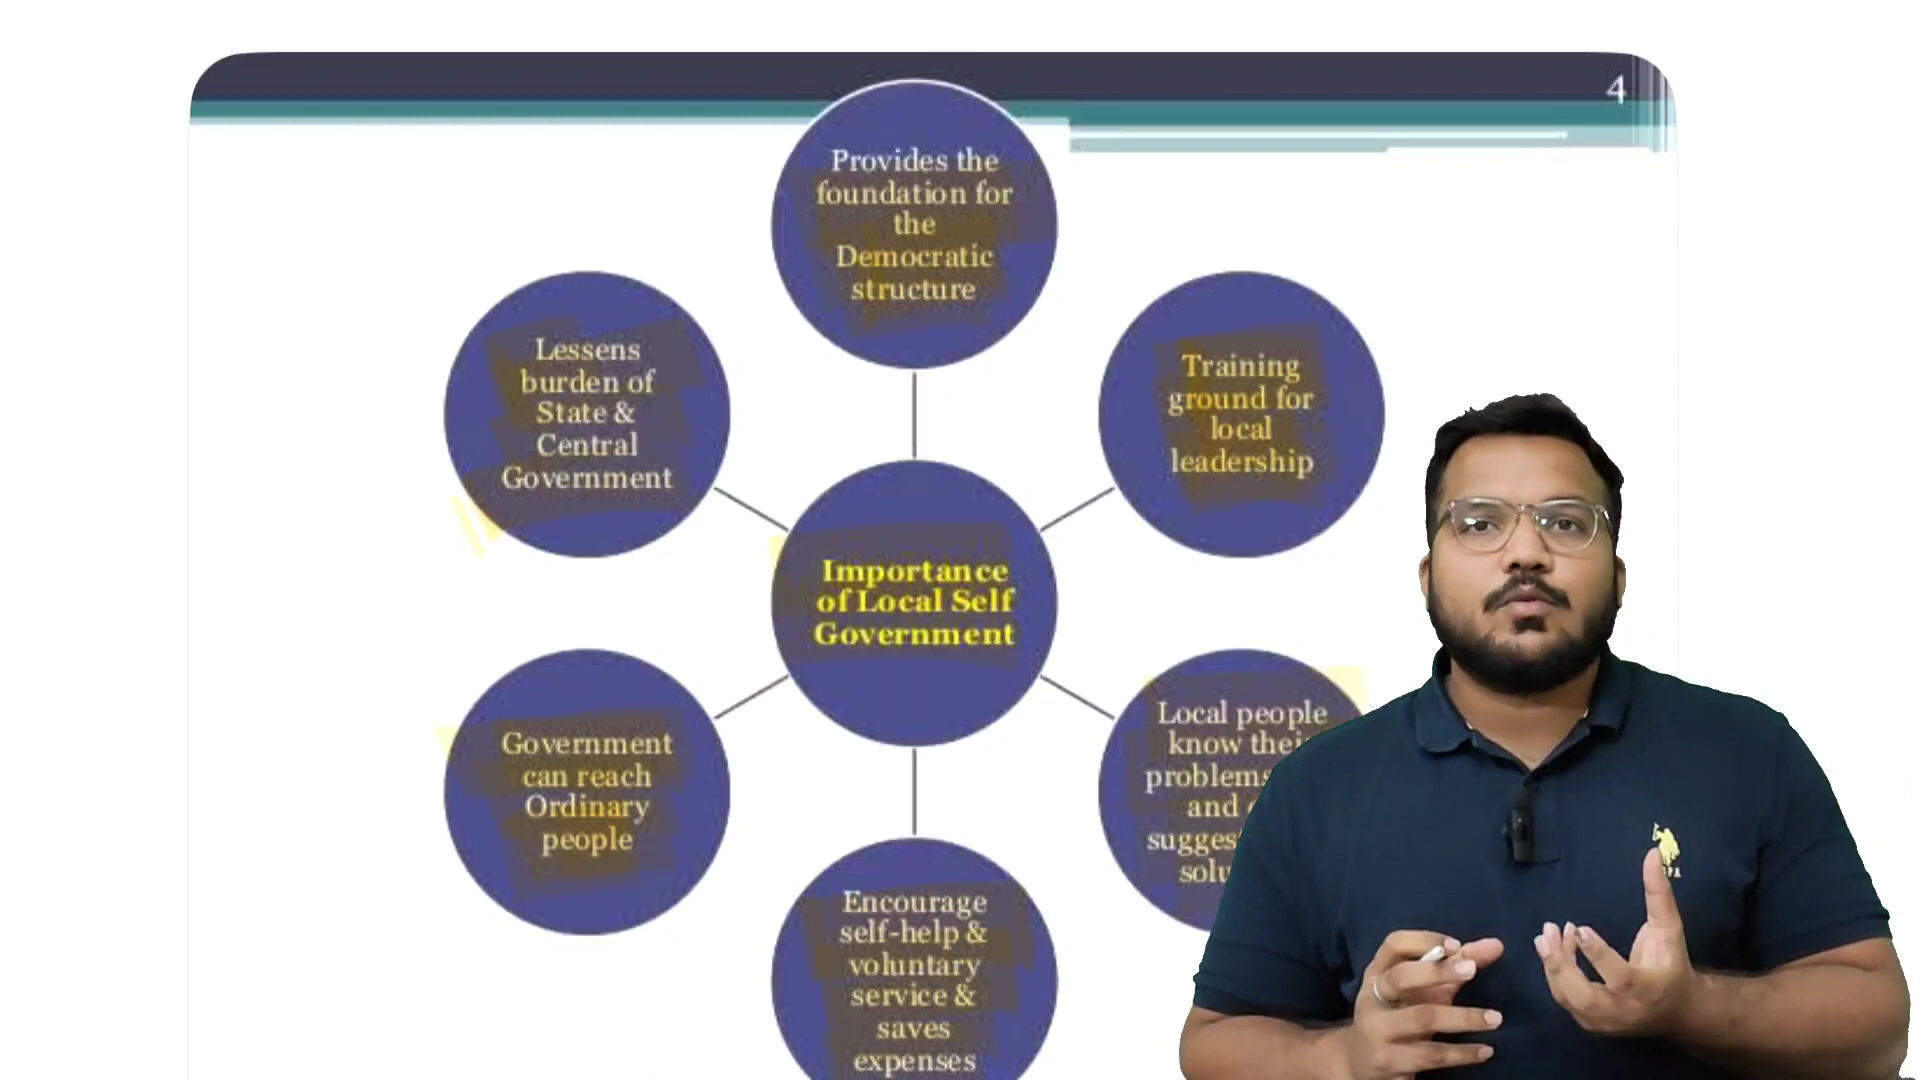 4
Provides the
foundation for
the
Democratic
structure
Training
ground for
local
leadership
Local people
know their
problems
and
solu
Encourage
self-help &
voluntary
service &
saves
expenses
Government
can reach
Ordinary
people
Lessens
burden of
State &
Central
Government
Importance
of Local Self
Government